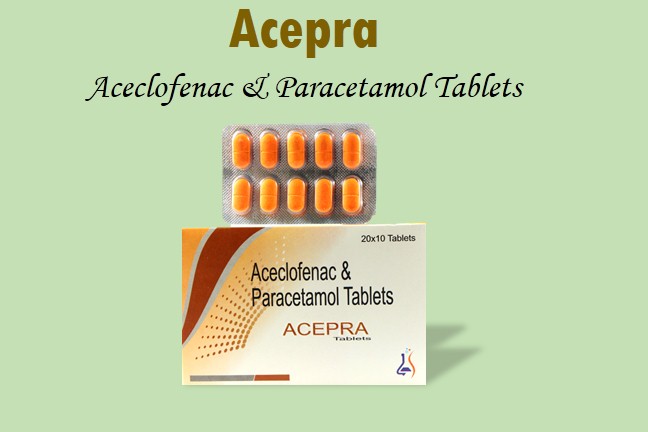 Acepra
Aceclofenac & Paracetamol Tablets
20x10 Tablets
Aceclofenac &
Paracetamol Tablets
ACEPRA
Tablets